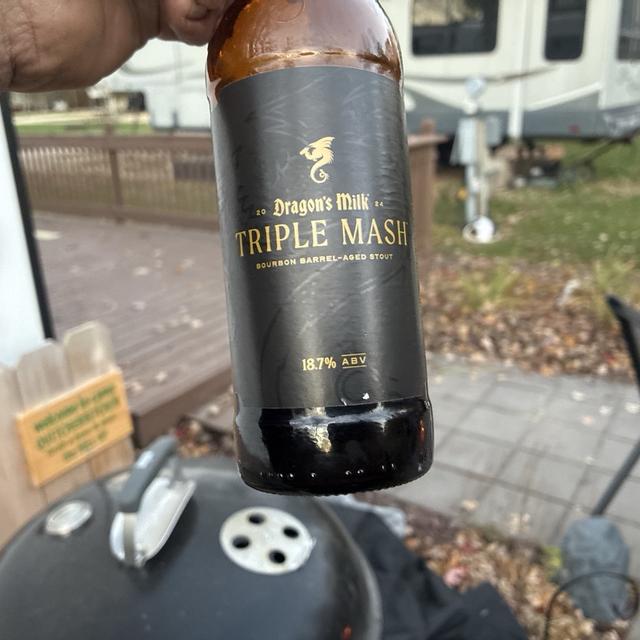 20 Dragon's Milk 24
TRIPLE MASH
BOURBON BARREL-AGED STOUT
18.7% ABV